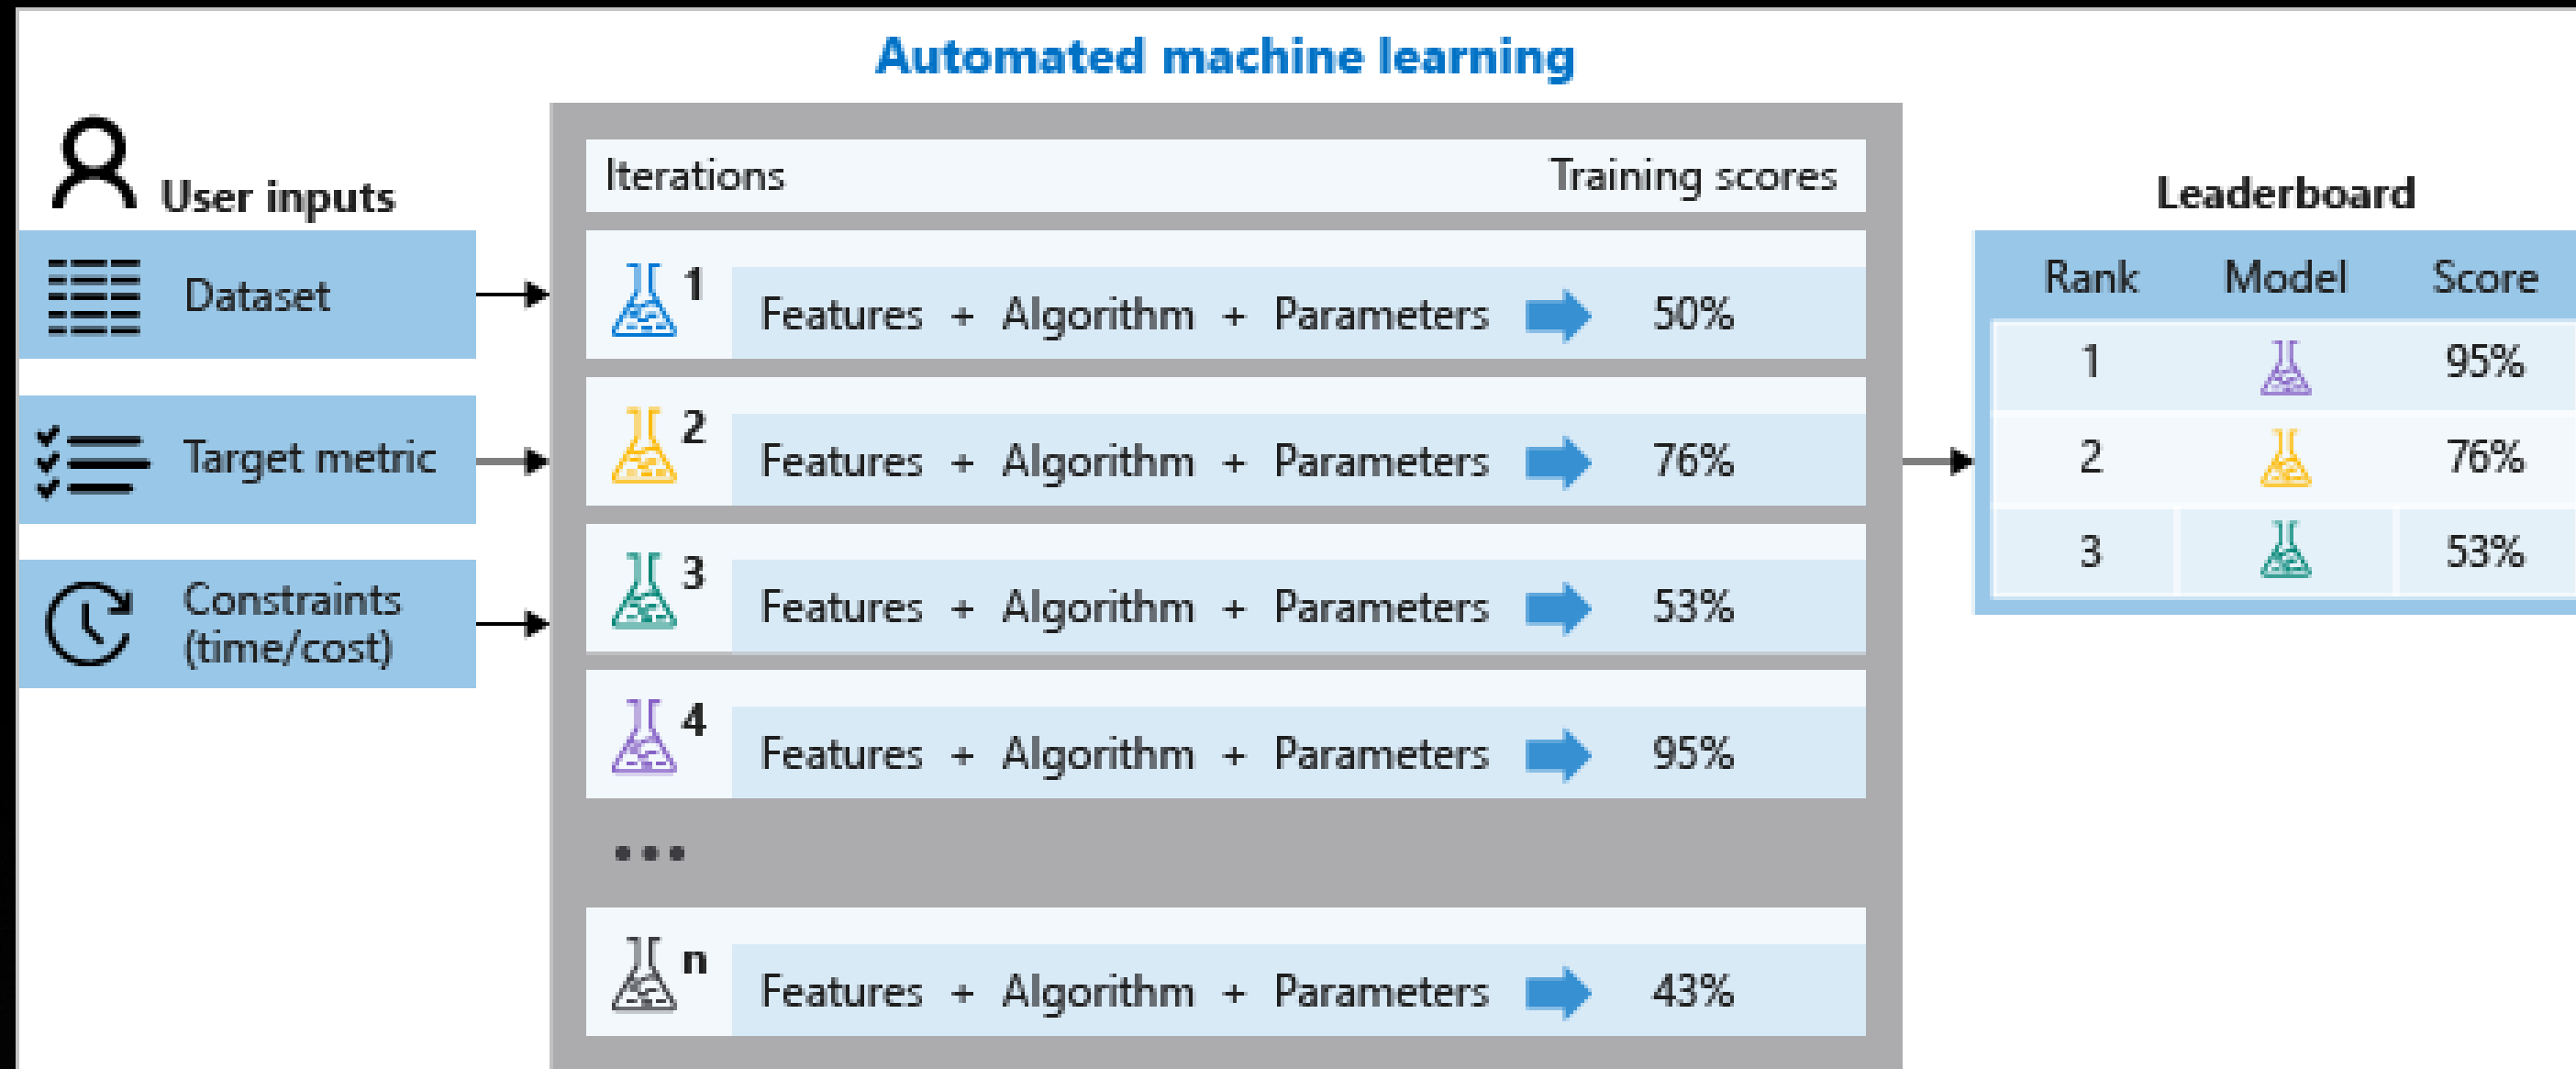 Automated machine learning
User inputs
Dataset
Target metric
Constraints
(time/cost)
Iterations Training scores
1 Features + Algorithm + Parameters 50%
2 Features + Algorithm + Parameters 76%
3 Features + Algorithm + Parameters 53%
4 Features + Algorithm + Parameters 95%
...
n Features + Algorithm + Parameters 43%
Leaderboard
Rank Model Score
1 95%
2 76%
3 53%